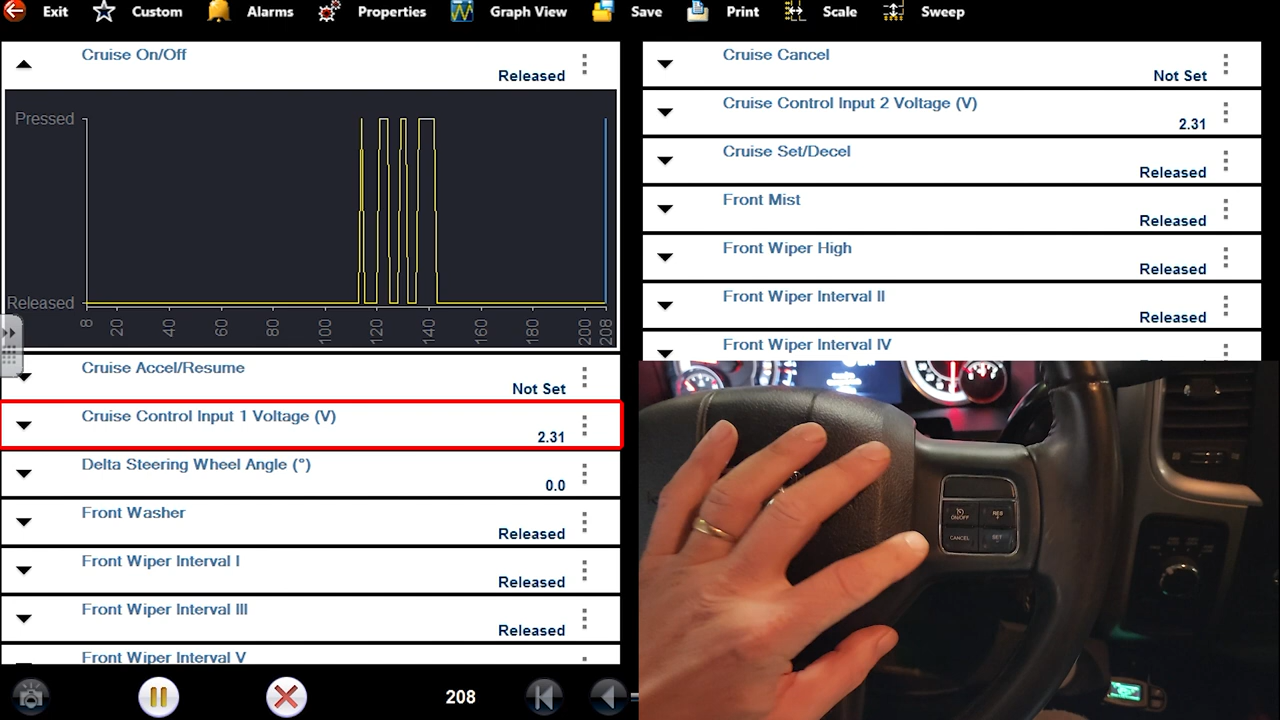 Exit Custom Alarms Properties Graph View Save Print Scale Sweep
Cruise On/Off
Released
Pressed
Released
8 20 40 60 80 100 120 140 160 180 200 208
Cruise Accel/Resume
Not Set
Cruise Control Input 1 Voltage (V)
2.31
Delta Steering Wheel Angle (°)
0.0
Front Washer
Released
Front Wiper Interval I
Released
Front Wiper Interval III
Released
Front Wiper Interval V
208
Cruise Cancel
Not Set
Cruise Control Input 2 Voltage (V)
2.31
Cruise Set/Decel
Released
Front Mist
Released
Front Wiper High
Released
Front Wiper Interval II
Released
Front Wiper Interval IV
ON/OFF
RES
+
CANCEL
SET